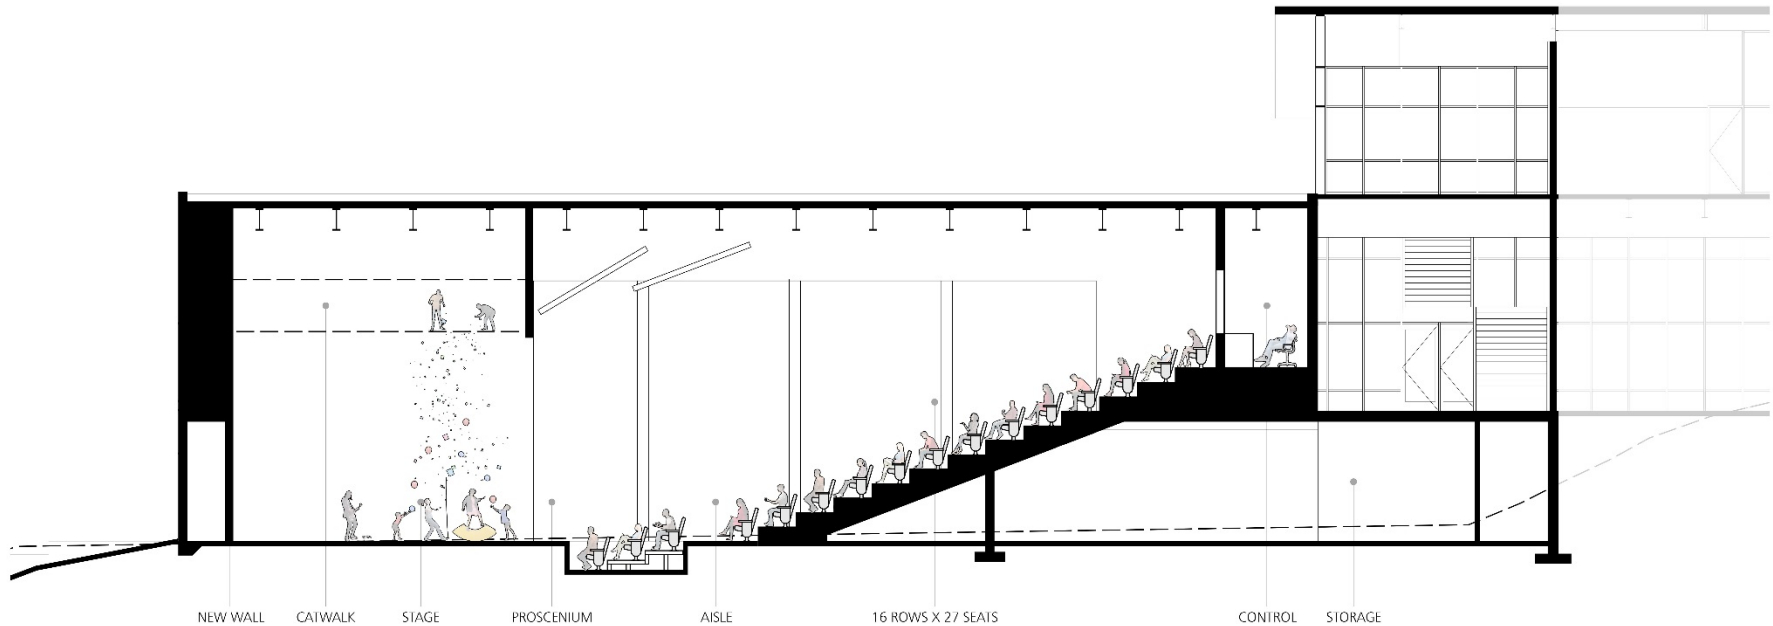 NEW WALL
CATWALK
STAGE
PROSCENIUM
AISLE
16 ROWS X 27 SEATS
CONTROL
STORAGE